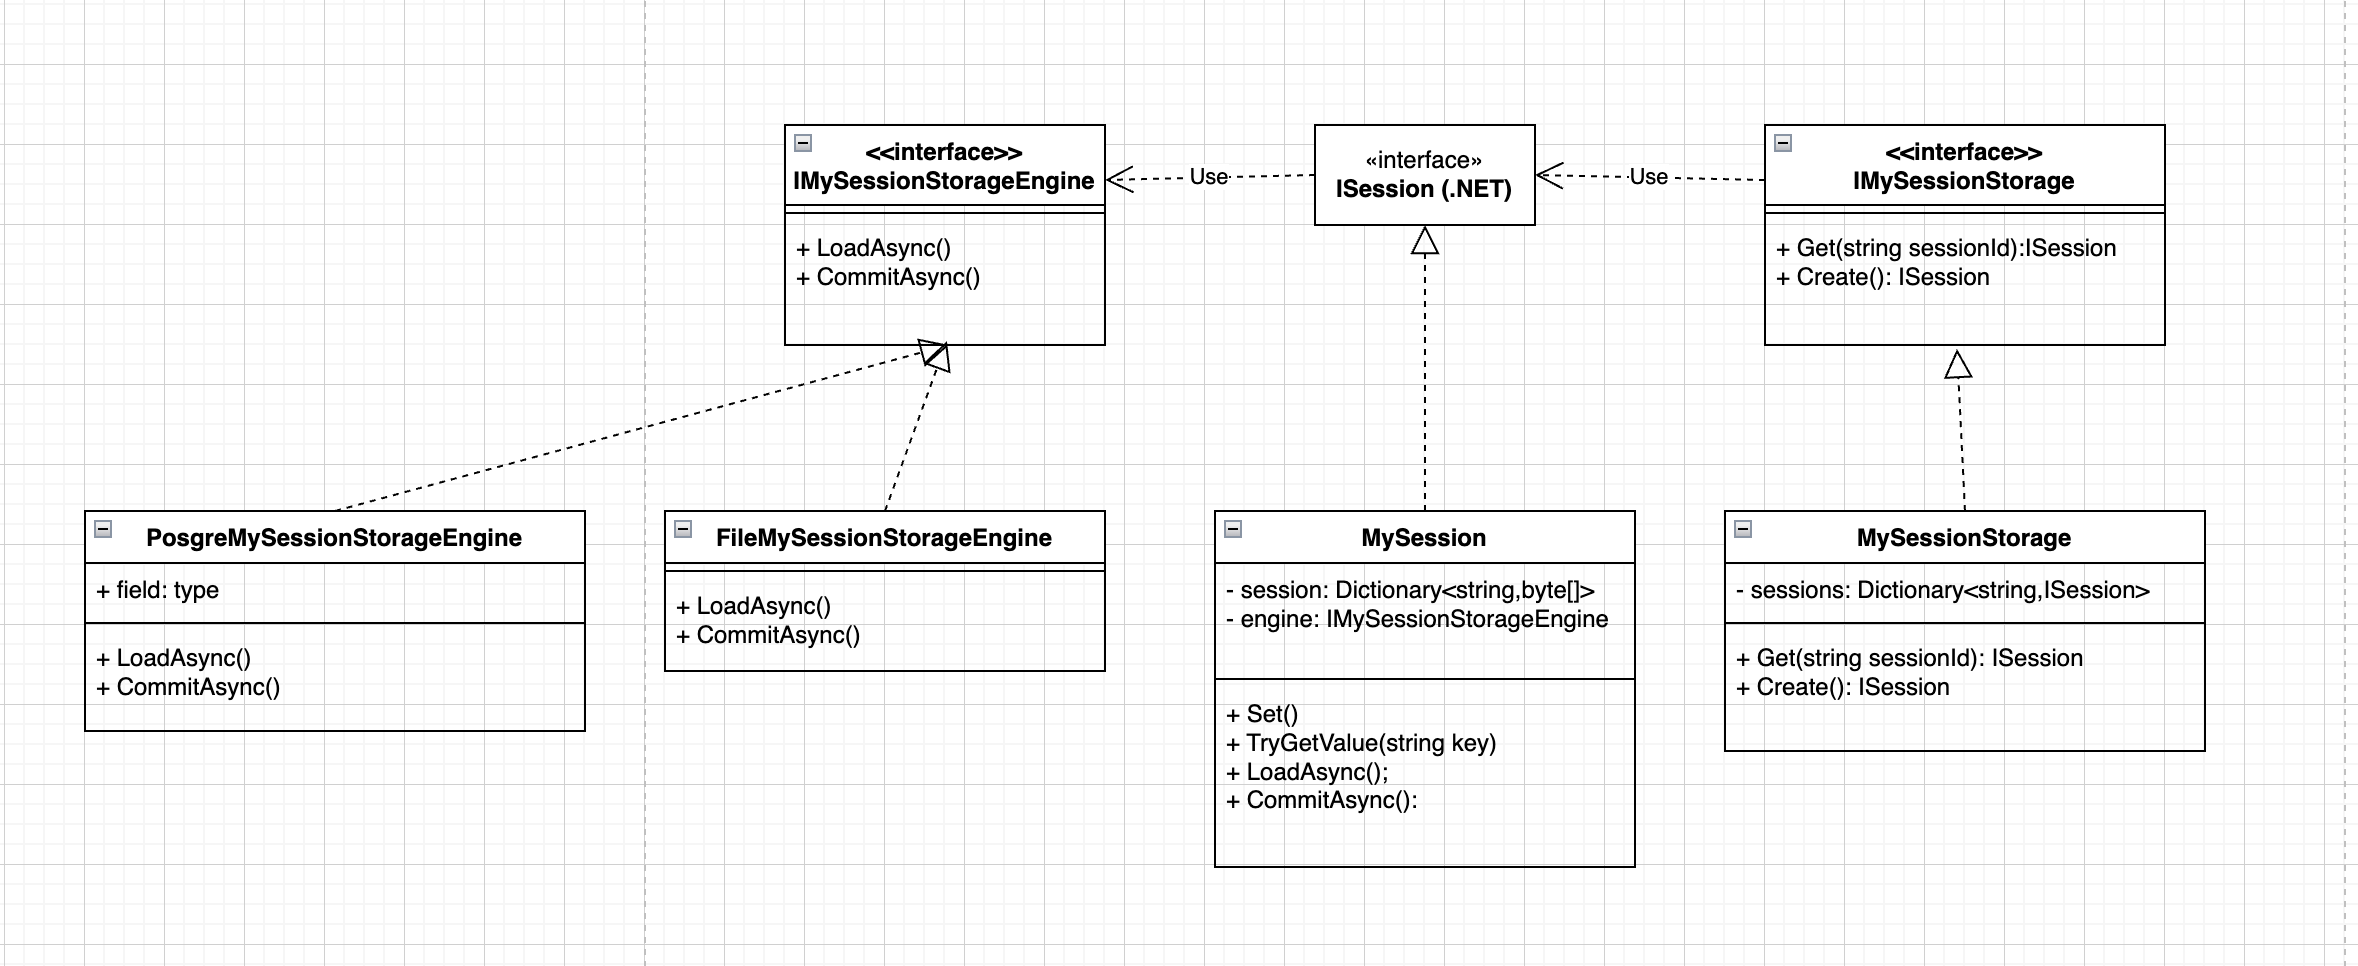 <<interface>>
IMySessionStorageEngine
+ LoadAsync()
+ CommitAsync()
Use
«interface»
ISession (.NET)
Use
<<interface>>
IMySessionStorage
+ Get(string sessionId):ISession
+ Create(): ISession
PosgreMySessionStorageEngine
+ field: type
+ LoadAsync()
+ CommitAsync()
FileMySessionStorageEngine
+ LoadAsync()
+ CommitAsync()
MySession
- session: Dictionary<string,byte[]>
- engine: IMySessionStorageEngine
+ Set()
+ TryGetValue(string key)
+ LoadAsync();
+ CommitAsync():
MySessionStorage
- sessions: Dictionary<string,ISession>
+ Get(string sessionId): ISession
+ Create(): ISession